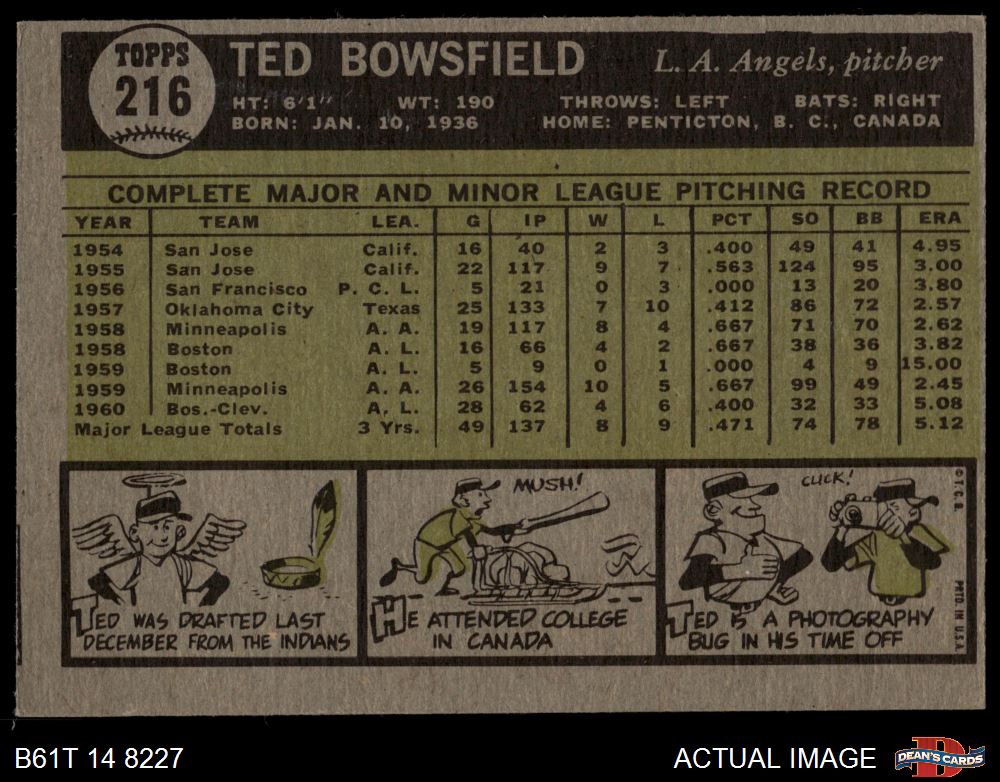 TOPPS
216
TED BOWSFIELD L. A. Angels, pitcher
HT: 6'1" WT: 190 THROWS: LEFT BATS: RIGHT
BORN: JAN. 10, 1936 HOME: PENTICTON, B. C., CANADA
COMPLETE MAJOR AND MINOR LEAGUE PITCHING RECORD
YEAR TEAM LEA. G IP W L PCT SO BB ERA
1954 San Jose Calif. 16 40 2 3 .400 49 41 4.95
1955 San Jose Calif. 22 117 9 7 .563 124 95 3.00
1956 San Francisco P. C. L. 5 21 0 3 .000 13 20 3.80
1957 Oklahoma City Texas 25 133 7 10 .412 86 72 2.57
1958 Minneapolis A. A. 19 117 8 4 .667 71 70 2.62
1958 Boston A. L. 16 66 4 2 .667 38 36 3.82
1959 Boston A. L. 5 9 0 1 .000 4 9 15.00
1959 Minneapolis A. A. 26 154 10 5 .667 99 49 2.45
1960 Bos.-Clev. A. L. 28 62 4 6 .400 32 33 5.08
Major League Totals 3 Yrs. 49 137 8 9 .471 74 78 5.12
TED WAS DRAFTED LAST
DECEMBER FROM THE INDIANS
MUSH!
HE ATTENDED COLLEGE
IN CANADA
CLICK!
TED IS A PHOTOGRAPHY
BUG IN HIS TIME OFF
© T. C. G. PRTD. IN U.S.A.
B61T 14 8227 ACTUAL IMAGE
D
DEAN'S CARDS